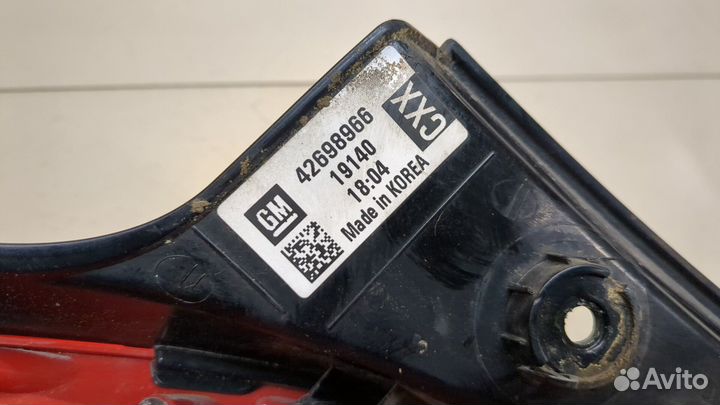 CXX
42698966
19140
18:04
Made in KOREA
GM
Avito